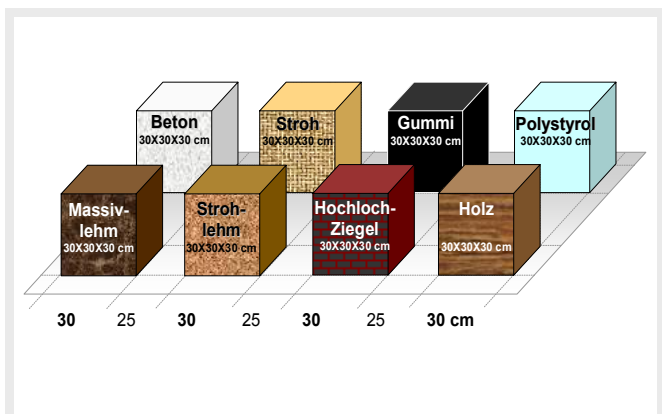 Beton
30X30X30 cm
Stroh
30X30X30 cm
Gummi
30X30X30 cm
Polystyrol
30X30X30 cm
Massiv-
lehm
30X30X30 cm
Stroh-
lehm
30X30X30 cm
Hochloch-
Ziegel
30X30X30 cm
Holz
30X30X30 cm
30 25 30 25 30 25 30 cm